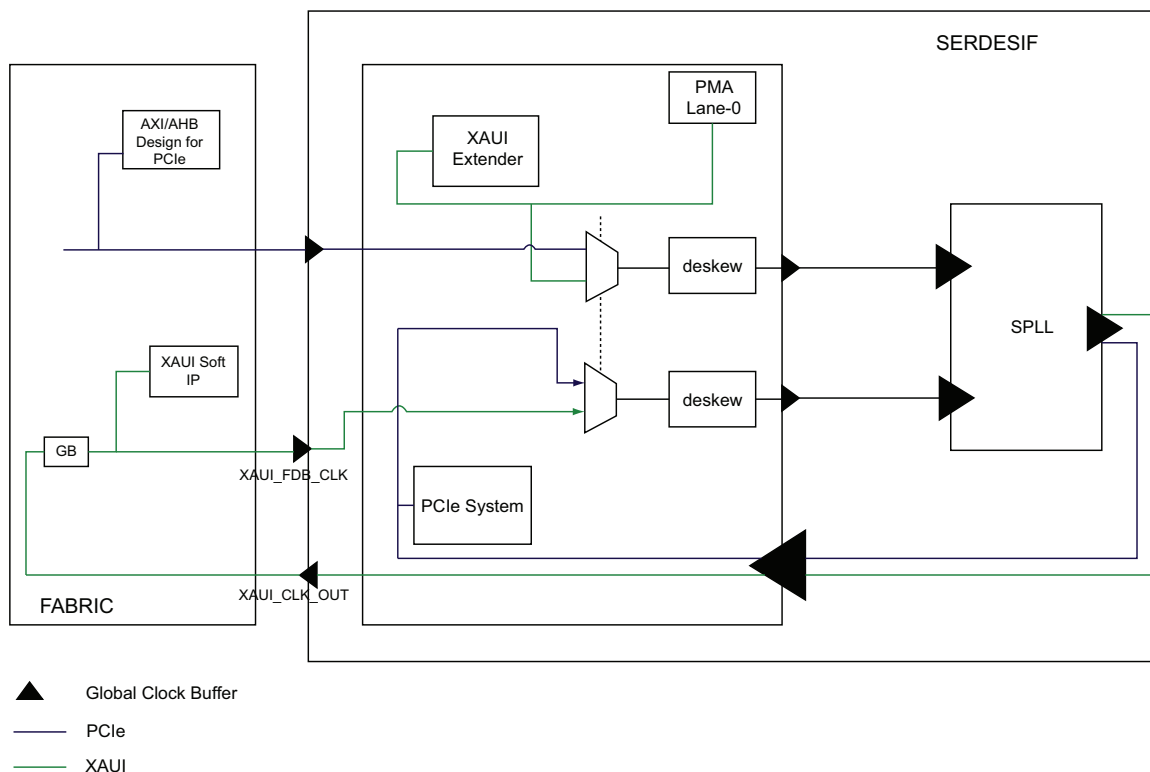 SERDESIF
PMA
Lane-0
AXI/AHB
Design for
PCIe
XAUI
Extender
deskew
SPLL
XAUI Soft
IP
deskew
GB
XAUI_FDB_CLK
PCIe System
XAUI_CLK_OUT
FABRIC
Global Clock Buffer
PCIe
XAUI